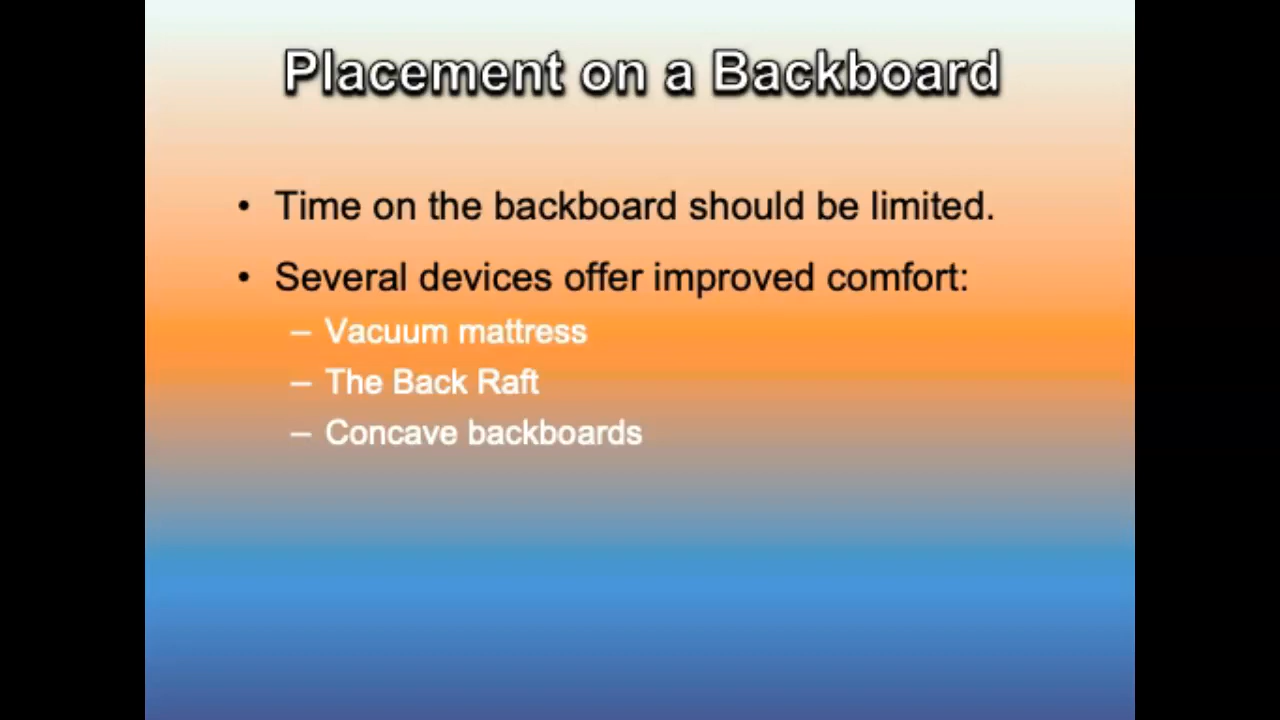 Placement on a Backboard
• Time on the backboard should be limited.
• Several devices offer improved comfort:
– Vacuum mattress
– The Back Raft
– Concave backboards